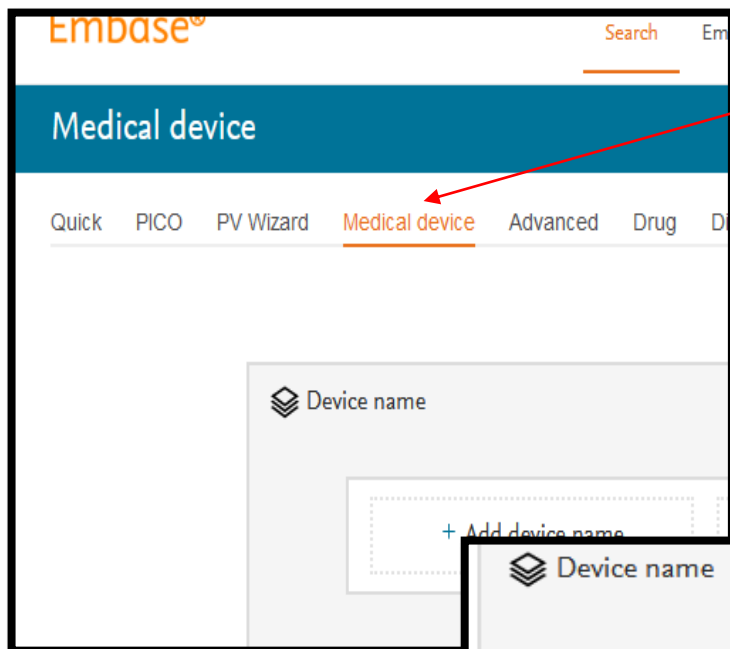 Embase®
Search
Medical device
Quick PICO PV Wizard Medical device Advanced Drug
Device name
+ Add device name
Device name